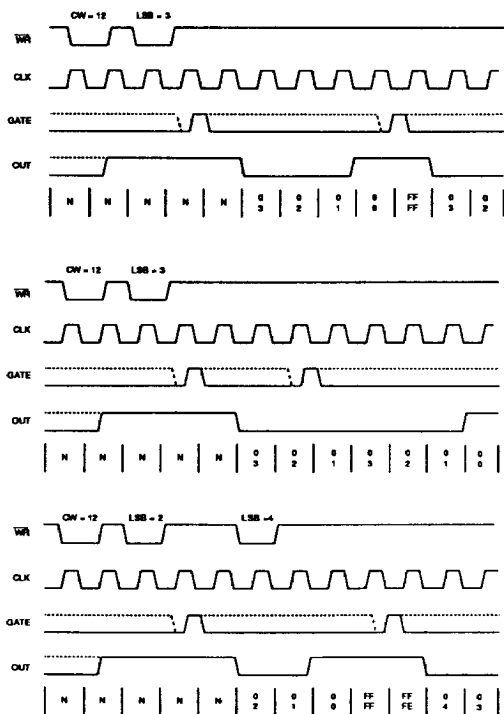 CW = 12 LSB = 3
WR
CLK
GATE
OUT
N N N N N 0 0 0 0 FF 0 0
3 2 1 0 FF 3 2
CW = 12 LSB = 3
WR
CLK
GATE
OUT
N N N N N 0 0 0 0 0 0 0
3 2 1 3 2 1 0
CW = 12 LSB = 2 LSB =4
WR
CLK
GATE
OUT
N N N N N 0 0 0 FF FF 0 0
2 1 0 FF FE 4 3